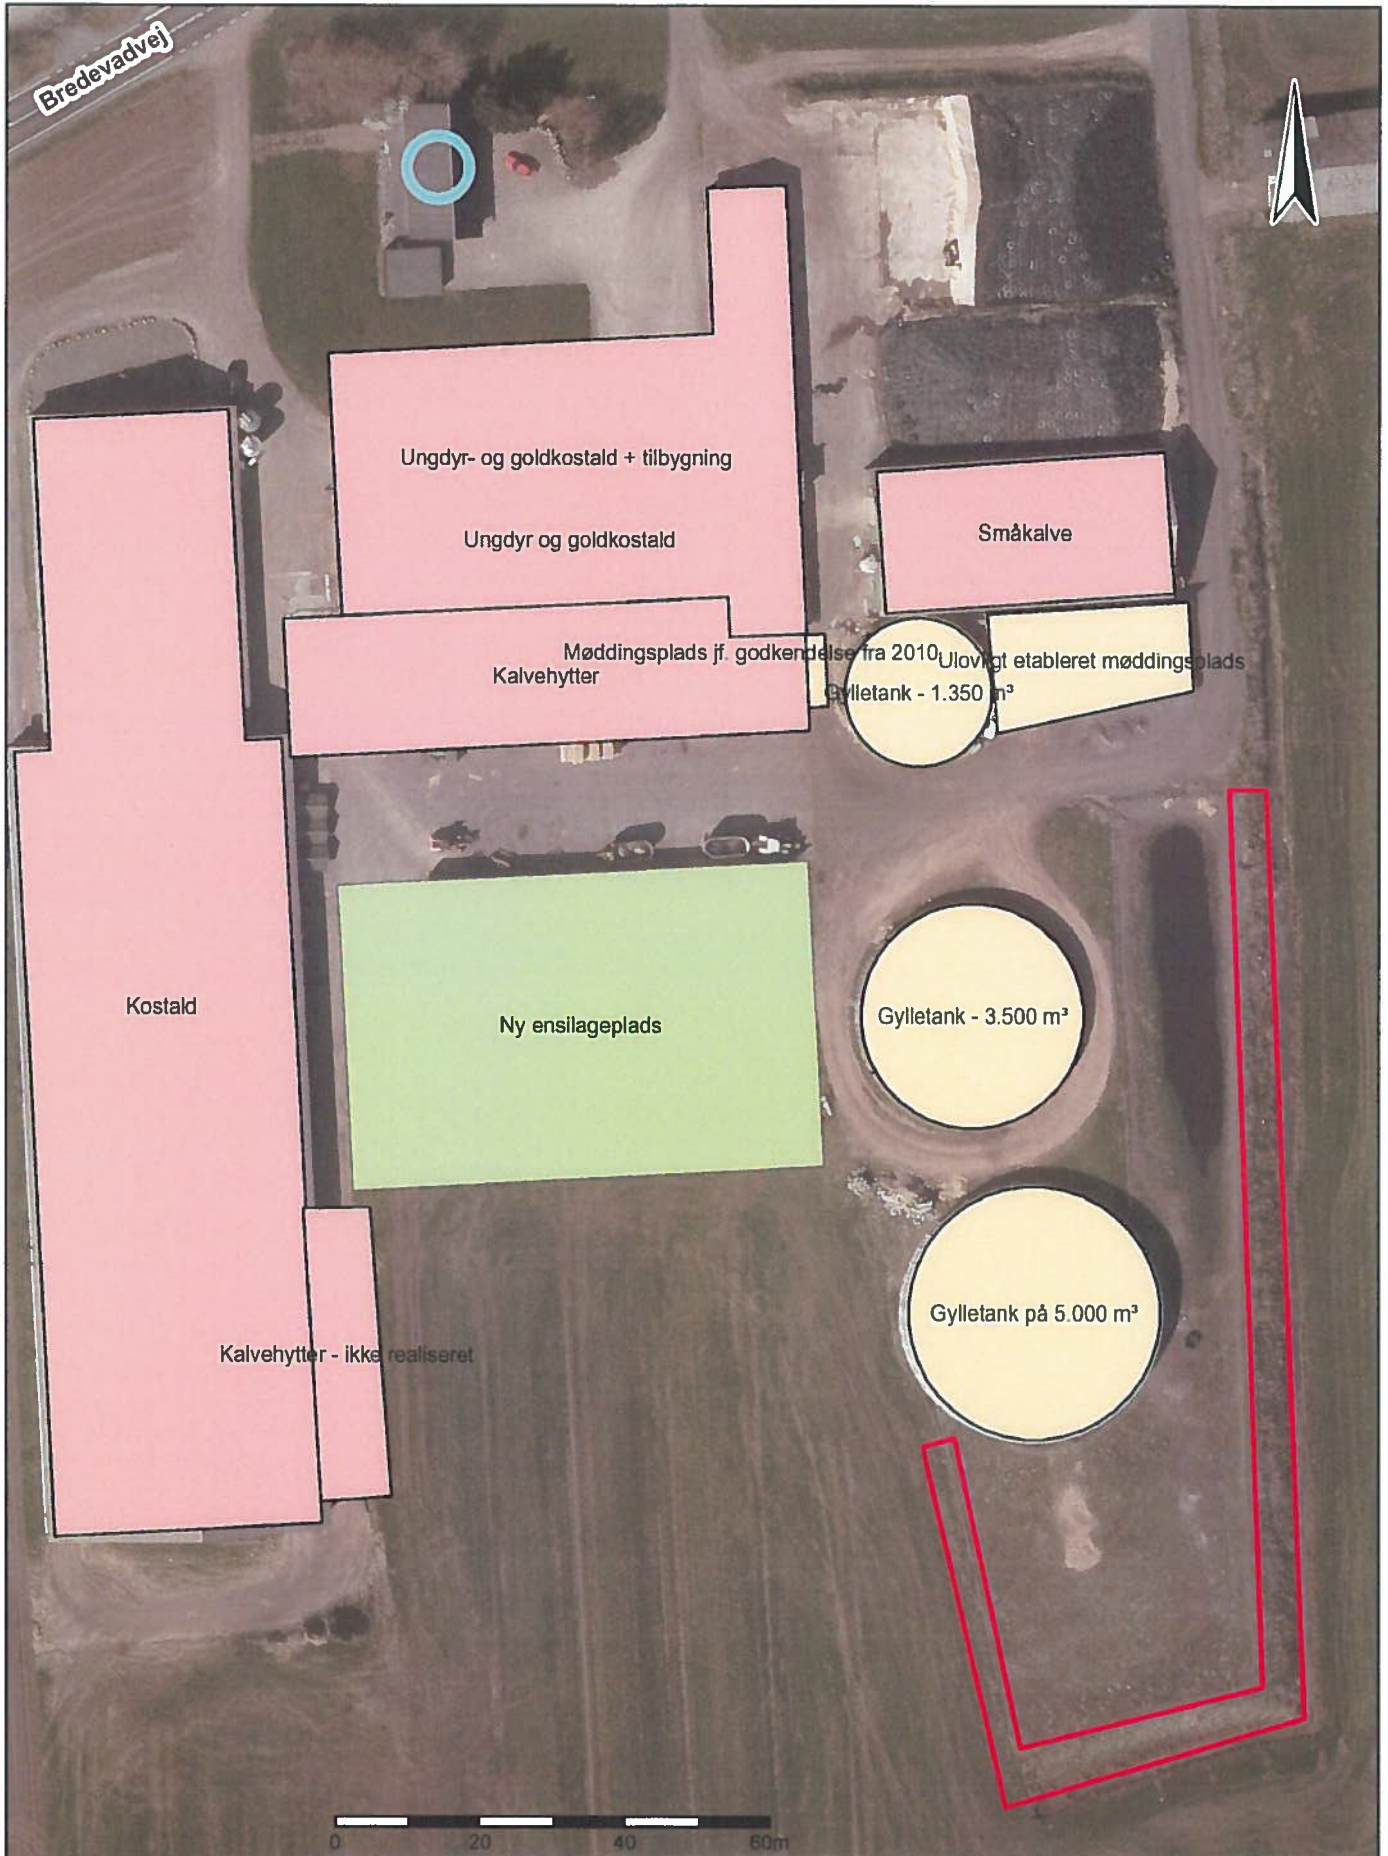 Bredevadvej
Ungdyr- og goldkostald + tilbygning
Ungdyr og goldkostald
Småkalve
Møddingsplads jf. godkendelse fra 2010
Ulovligt etableret møddingsplads
Kalvehytter
Gylletank - 1.350 m³
Kostald
Ny ensilageplads
Gylletank - 3.500 m³
Gylletank på 5.000 m³
Kalvehytter - ikke realiseret
0 20 40 60m